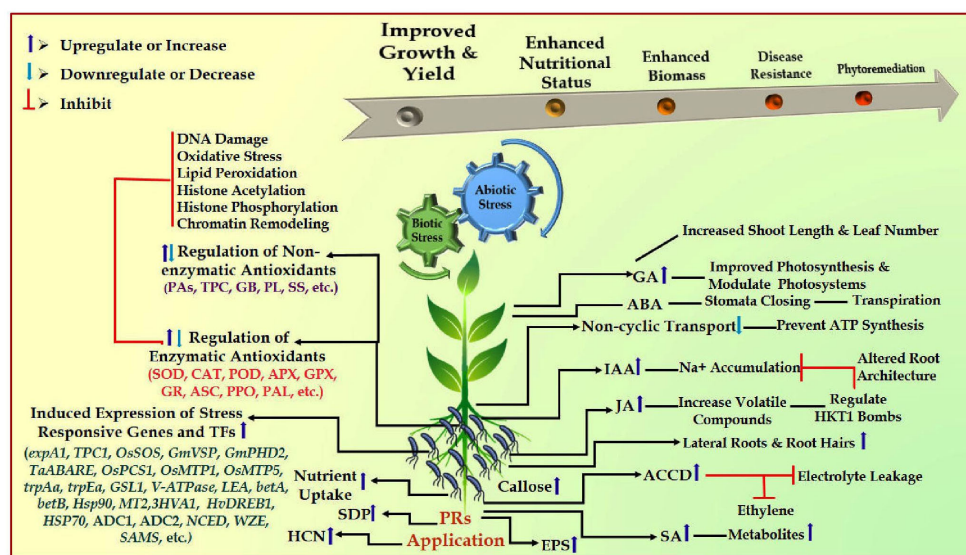 Upregulate or Increase
Downregulate or Decrease
Inhibit
Improved
Growth &
Yield
Enhanced
Nutritional
Status
Enhanced
Biomass
Disease
Resistance
Phytoremediation
DNA Damage
Oxidative Stress
Lipid Peroxidation
Histone Acetylation
Histone Phosphorylation
Chromatin Remodeling
Abiotic
Stress
Biotic
Stress
Regulation of Non-
enzymatic Antioxidants
(PAs, TPC, GB, PL, SS, etc.)
Regulation of
Enzymatic Antioxidants
(SOD, CAT, POD, APX, GPX,
GR, ASC, PPO, PAL, etc.)
Induced Expression of Stress
Responsive Genes and TFs
(expA1, TPC1, OsSOS, GmVSP, GmPHD2,
TaABARE, OsPCS1, OsMTP1, OsMTP5,
trpAa, trpEa, GSL1, V-ATPase, LEA, betA,
betB, Hsp90, MT2,3HVA1, HvDREB1,
HSP70, ADC1, ADC2, NCED, WZE,
SAMS, etc.)
Nutrient
Uptake
SDP
HCN
PRs
Application
Increased Shoot Length & Leaf Number
GA
Improved Photosynthesis &
Modulate Photosystems
ABA
Stomata Closing
Transpiration
Non-cyclic Transport
Prevent ATP Synthesis
IAA
Na+ Accumulation
Altered Root
Architecture
JA
Increase Volatile
Compounds
Regulate
HKT1 Bombs
Lateral Roots & Root Hairs
Callose
ACCD
Electrolyte Leakage
Ethylene
EPS
SA
Metabolites